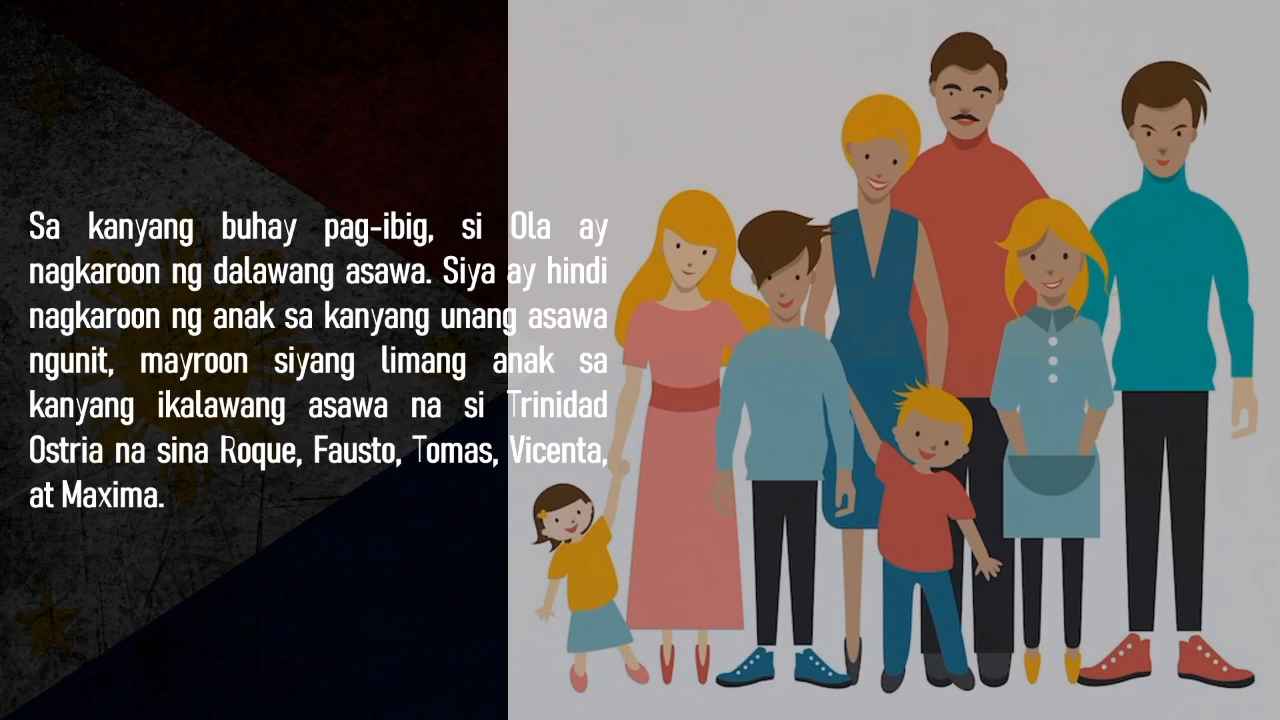 Sa kanyang buhay pag-ibig, si Ola ay
nagkaroon ng dalawang asawa. Siya ay hindi
nagkaroon ng anak sa kanyang unang asawa
ngunit, mayroon siyang limang anak sa
kanyang ikalawang asawa na si Trinidad
Ostria na sina Roque, Fausto, Tomas, Vicenta,
at Maxima.